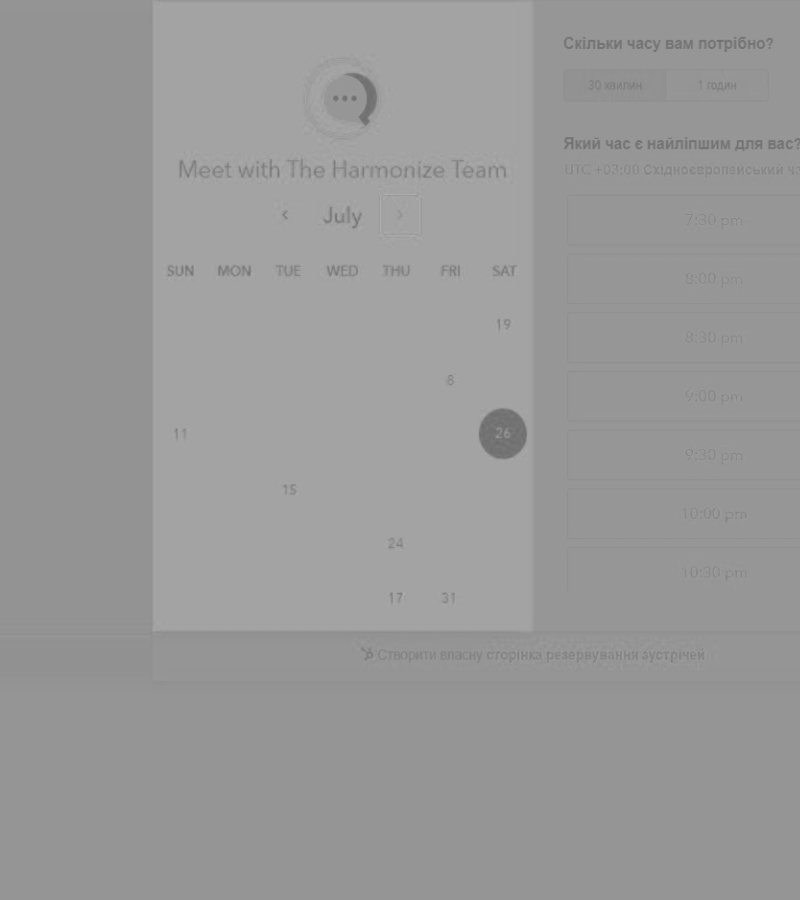 Meet with The Harmonize Team
July
SUN MON TUE WED THU FRI SAT
19
8
11 26
15
24
17 31
Скільки часу вам потрібно?
30 хвилин 1 годин
Який час є найліпшим для вас?
UTC +03:00 Східноєвропейський ча
7:30 pm
8:00 pm
8:30 pm
9:00 pm
9:30 pm
10:00 pm
10:30 pm
Створити власну сторінка резервування зустрічей